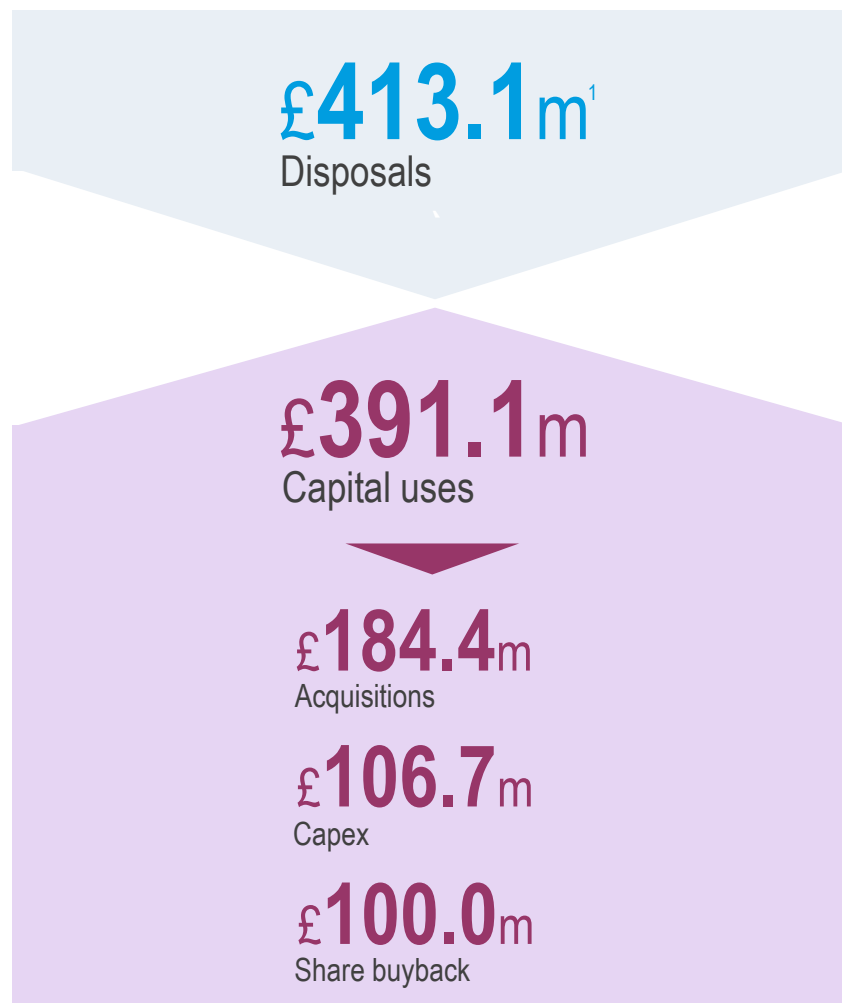 £413.1m¹
Disposals
£391.1m
Capital uses
£184.4m
Acquisitions
£106.7m
Capex
£100.0m
Share buyback